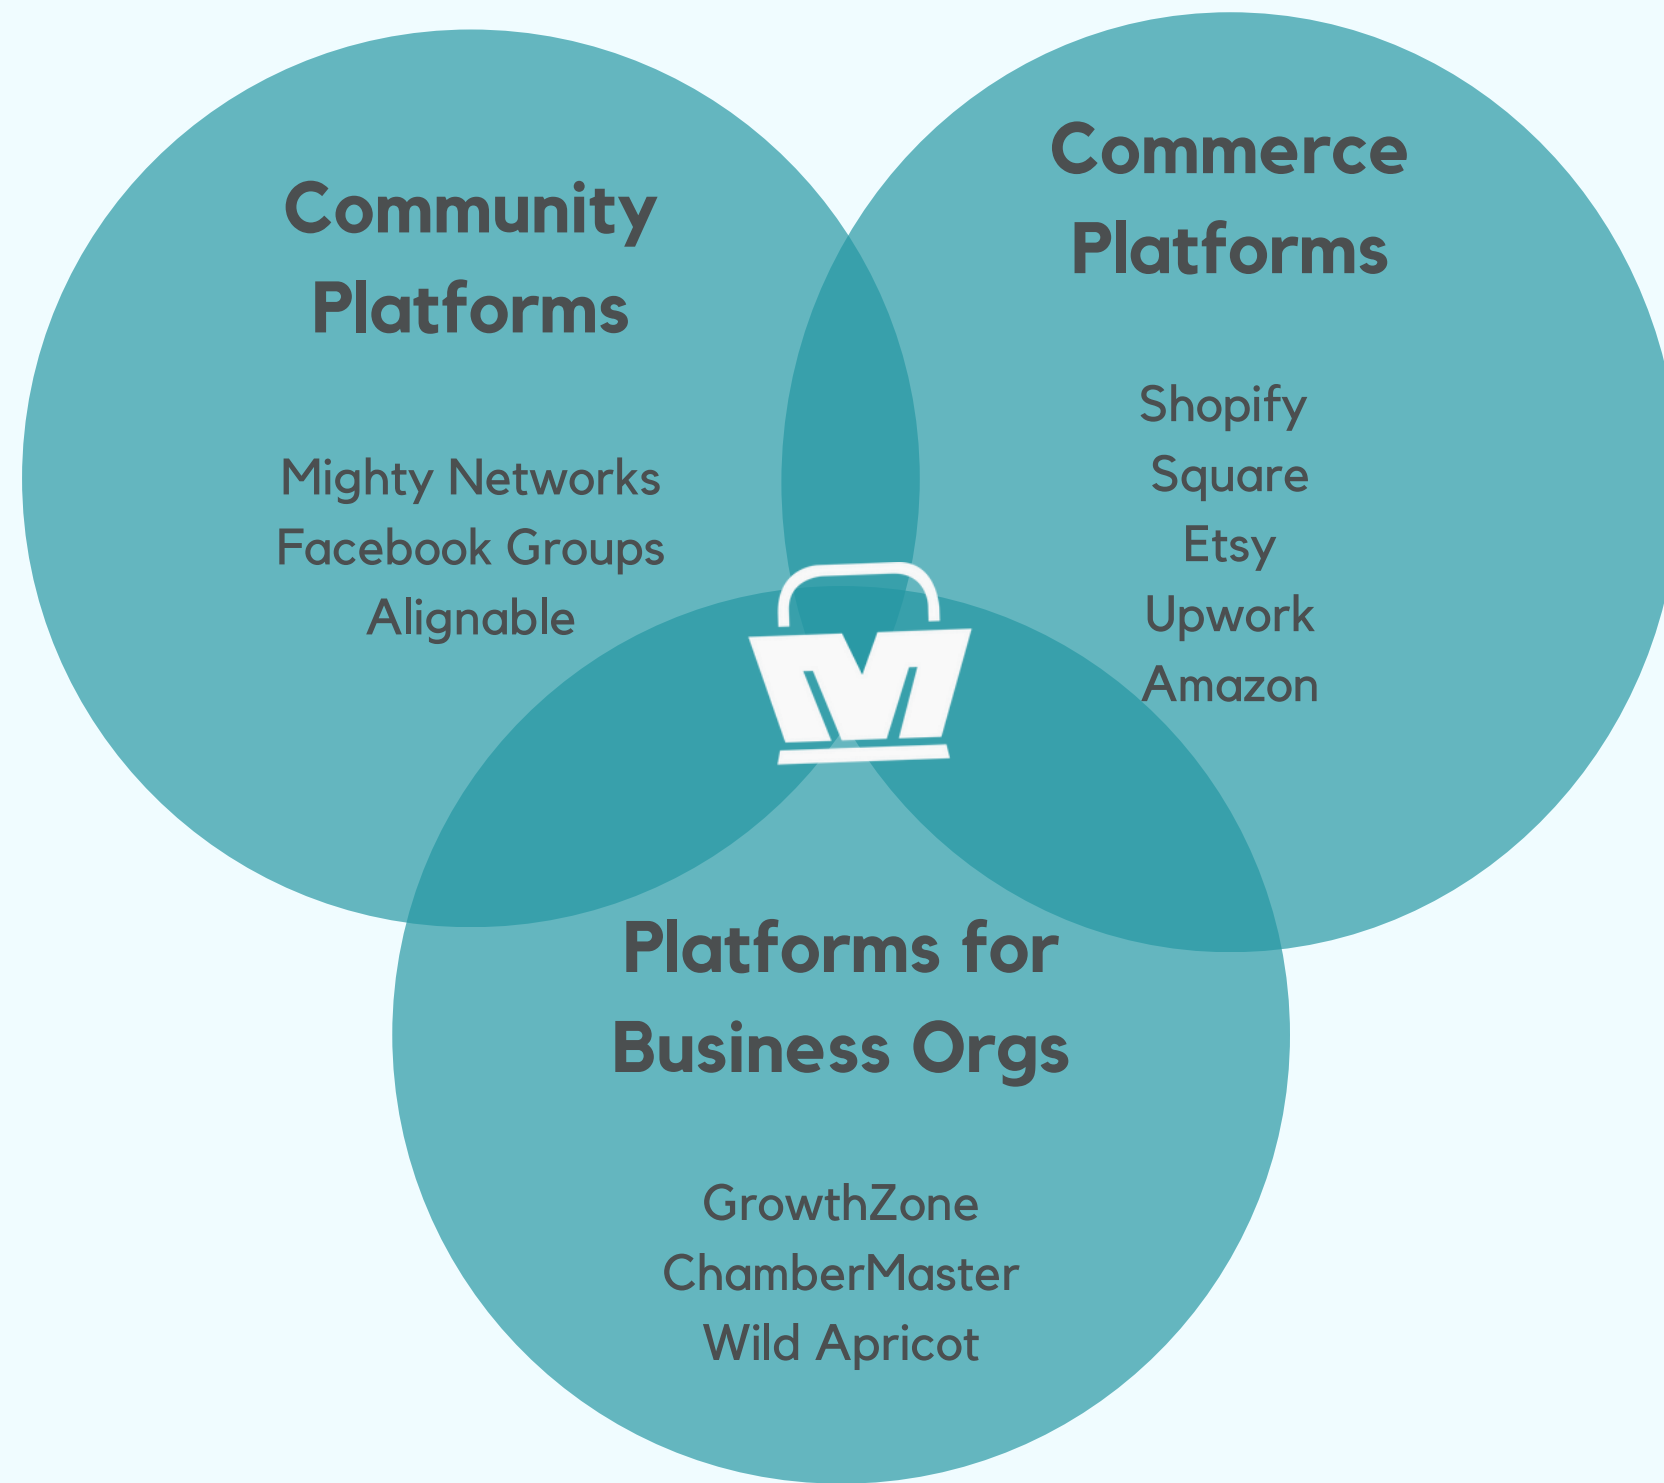 Community
Platforms
Mighty Networks
Facebook Groups
Alignable
Commerce
Platforms
Shopify
Square
Etsy
Upwork
Amazon
M
Platforms for
Business Orgs
GrowthZone
ChamberMaster
Wild Apricot